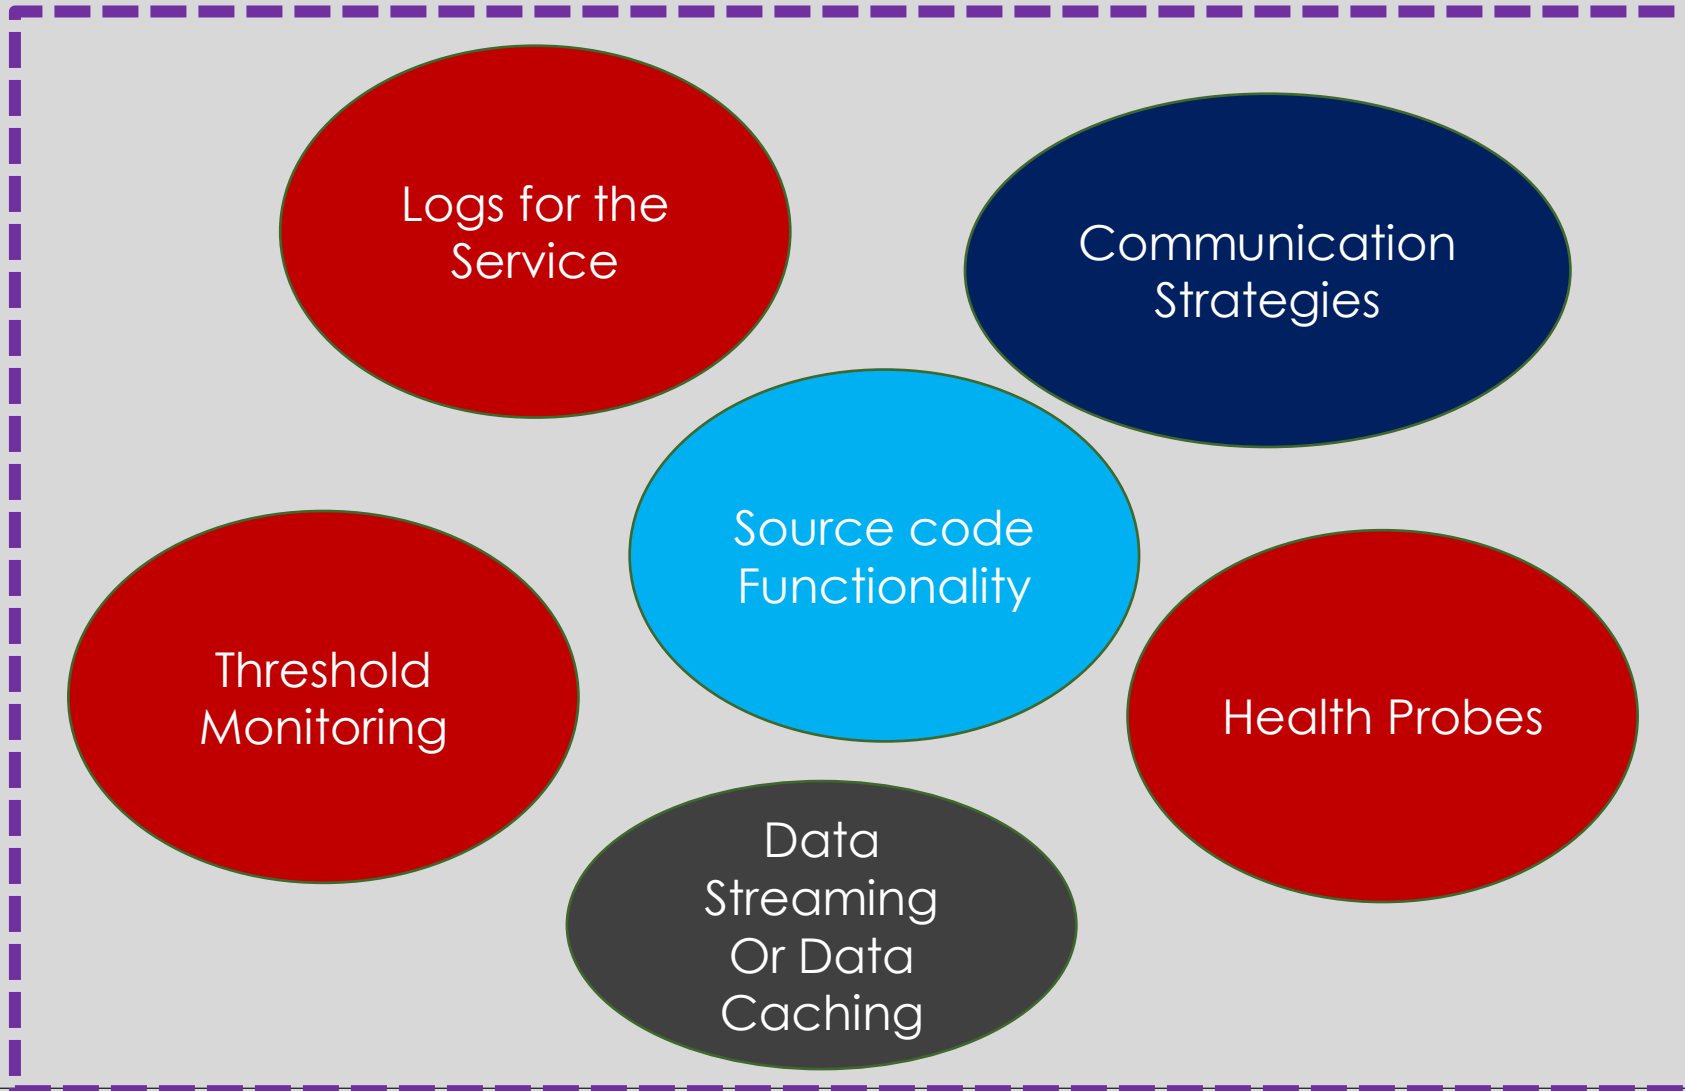 Logs for the
Service
Communication
Strategies
Source code
Functionality
Threshold
Monitoring
Health Probes
Data
Streaming
Or Data
Caching